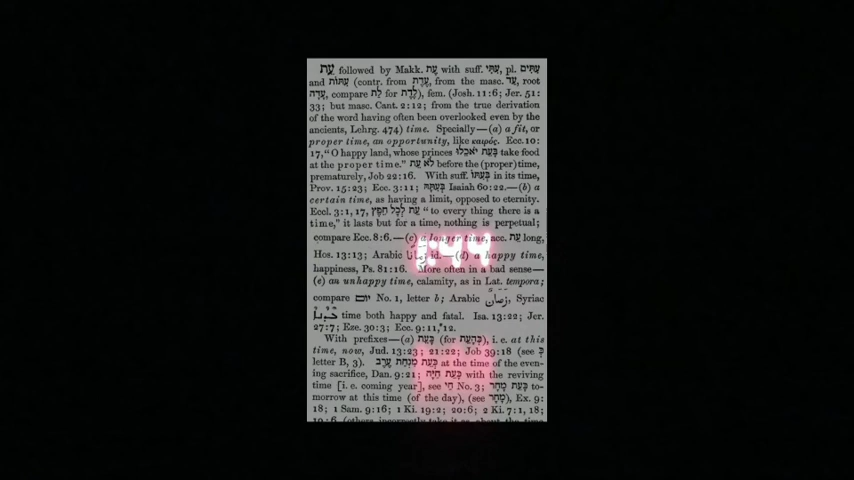 עֵת followed by Makk. עֶת with suff. עִתִּי, pl. עִתִּים
and עִתּוֹת (contr. from עֶדֶת, from the masc. עַד, root
עָדָה, compare לַת for לֶדֶת), fem. (Josh. 11:6; Jer. 51:
33; but masc. Cant. 2:12; from the true derivation
of the word having often been overlooked even by the
ancients, Lehrg. 474) time. Specially—(a) a fit, or
proper time, an opportunity, like καιρός. Ecc. 10:
17, "O happy land, whose princes בָּעֵת יֹאכֵלוּ take food
at the proper time." לֹא עֵת before the (proper) time,
prematurely, Job 22:16. With suff. בְּעִתּוֹ in its time,
Prov. 15:23; Ecc. 3:11; בְּעִתָּהּ Isaiah 60:22.—(b) a
certain time, as having a limit, opposed to eternity.
Eccl. 3:1, 17, עֵת לְכָל חֵפֶץ "to every thing there is a
time," it lasts but for a time, nothing is perpetual;
compare Ecc. 8:6.—(c) a longer time, acc. עֵת long,
Hos. 13:13; Arabic id.—(d) a happy time,
happiness, Ps. 81:16. More often in a bad sense—
(e) an unhappy time, calamity, as in Lat. tempora;
compare יוֹם No. 1, letter b; Arabic زمان, Syriac
time both happy and fatal. Isa. 13:22; Jer.
27:7; Eze. 30:3; Ecc. 9:11, 12.
With prefixes—(a) כָּעֵת (for כְּהָעֵת), i. e. at this
time, now, Jud. 13:23; 21:22; Job 39:18 (see כְּ
letter B, 3). כְּעֵת מִנְחַת עֶרֶב at the time of the even-
ing sacrifice, Dan. 9:21; כָּעֵת חַיָּה with the reviving
time [i. e. coming year], see חַי No. 3; כָּעֵת מָחָר to-
morrow at this time (of the day), (see מָחָר), Ex. 9:
18; 1 Sam. 9:16; 1 Ki. 19:2; 20:6; 2 Ki. 7:1, 18;
10:6 (others incorrectly take it as about the time
:44